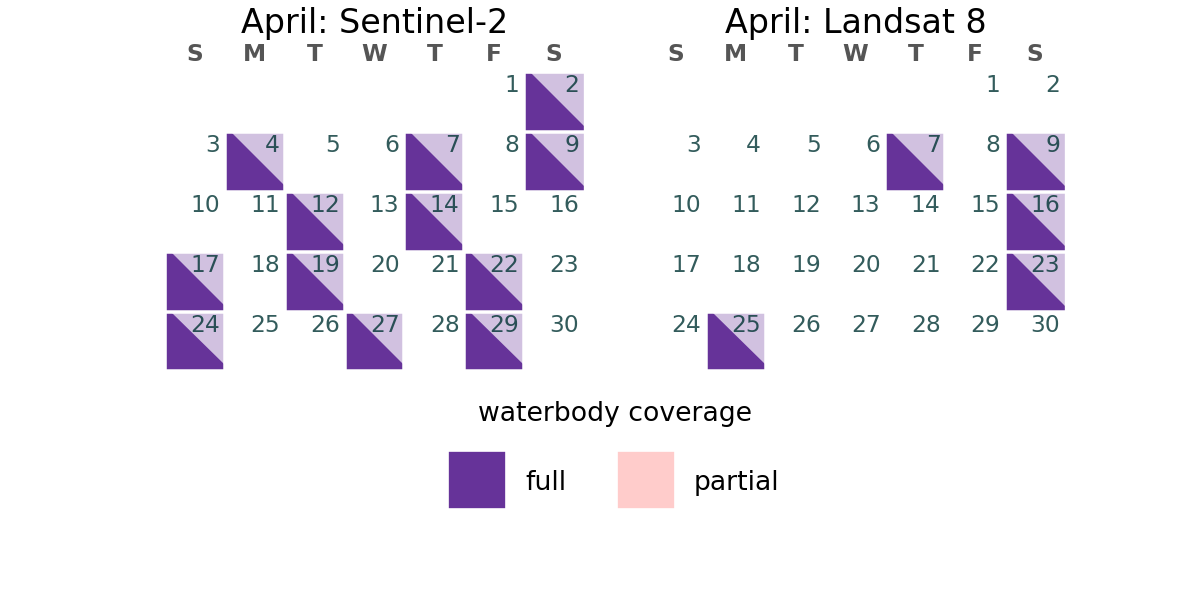 April: Sentinel-2
S M T W T F S
1 2
3 4 5 6 7 8 9
10 11 12 13 14 15 16
17 18 19 20 21 22 23
24 25 26 27 28 29 30
April: Landsat 8
S M T W T F S
1 2
3 4 5 6 7 8 9
10 11 12 13 14 15 16
17 18 19 20 21 22 23
24 25 26 27 28 29 30
waterbody coverage
full partial